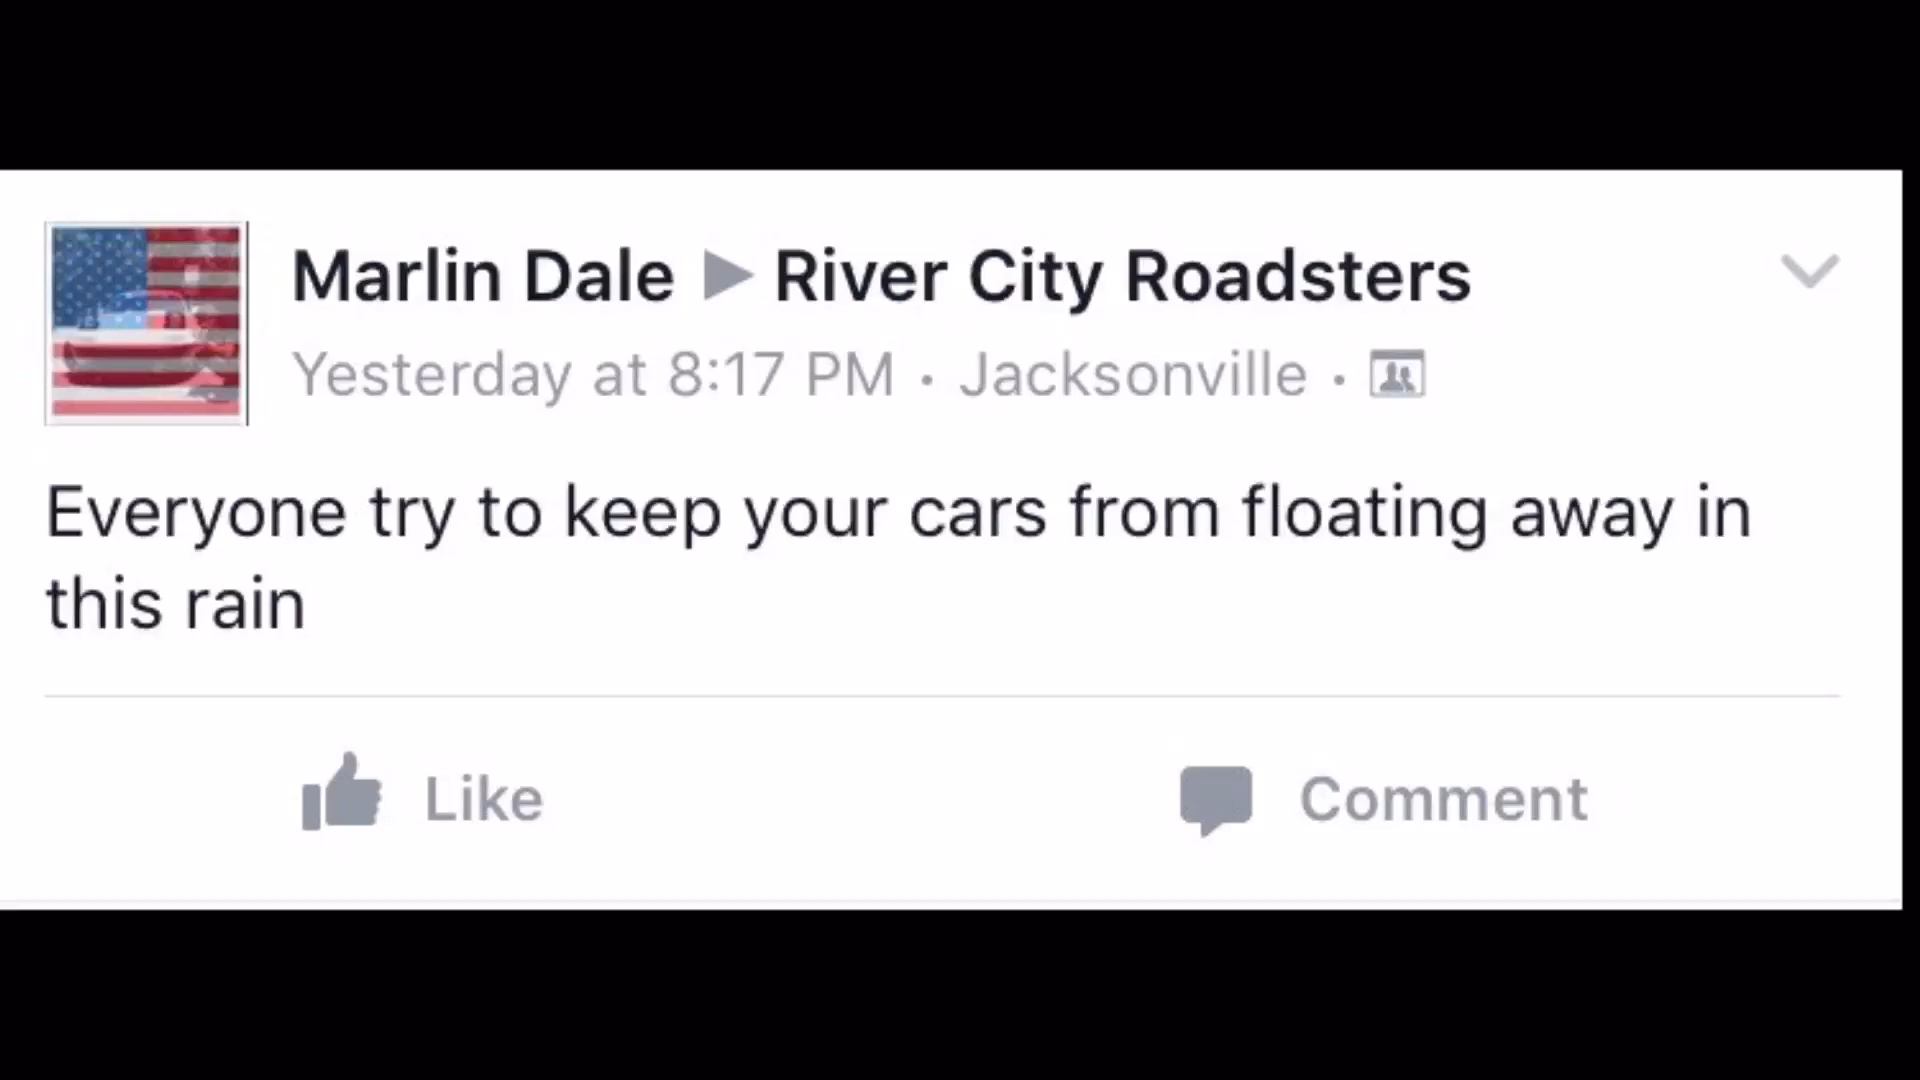 Marlin Dale ▶ River City Roadsters
Yesterday at 8:17 PM · Jacksonville ·
Everyone try to keep your cars from floating away in
this rain
Like Comment